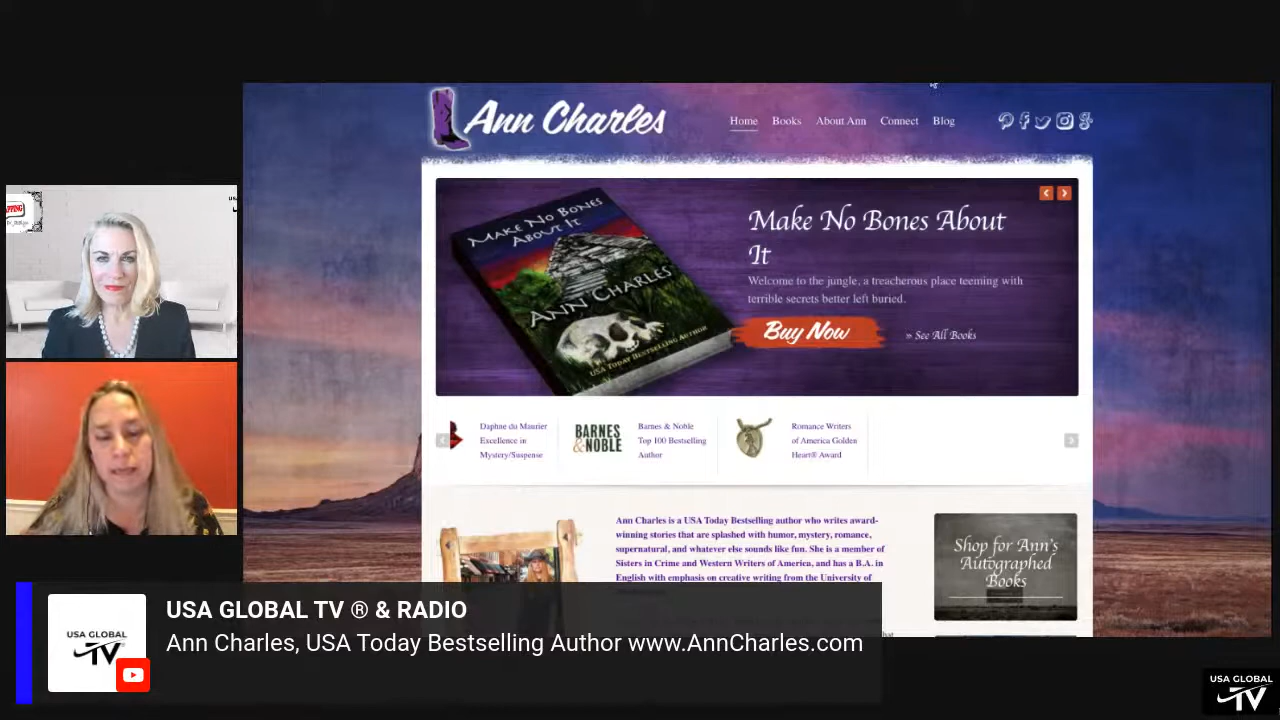 Ann Charles
Home Books About Ann Connect Blog
Make No Bones About
It
Welcome to the jungle, a treacherous place teeming with
terrible secrets better left buried.
Buy Now
» See All Books
MAKE NO BONES
ABOUT IT
ANN CHARLES
USA TODAY BESTSELLING AUTHOR
Daphne du Maurier
Excellence in
Mystery/Suspense
BARNES
&NOBLE
Barnes & Noble
Top 100 Bestselling
Author
Romance Writers
of America Golden
Heart® Award
Ann Charles is a USA Today Bestselling author who writes award-
winning stories that are splashed with humor, mystery, romance,
supernatural, and whatever else sounds like fun. She is a member of
Sisters in Crime and Western Writers of America, and has a B.A. in
English with emphasis on creative writing from the University of
Shop for Ann's
Autographed
Books
USA GLOBAL
TV
USA GLOBAL TV ® & RADIO
Ann Charles, USA Today Bestselling Author www.AnnCharles.com
USA GLOBAL
TV